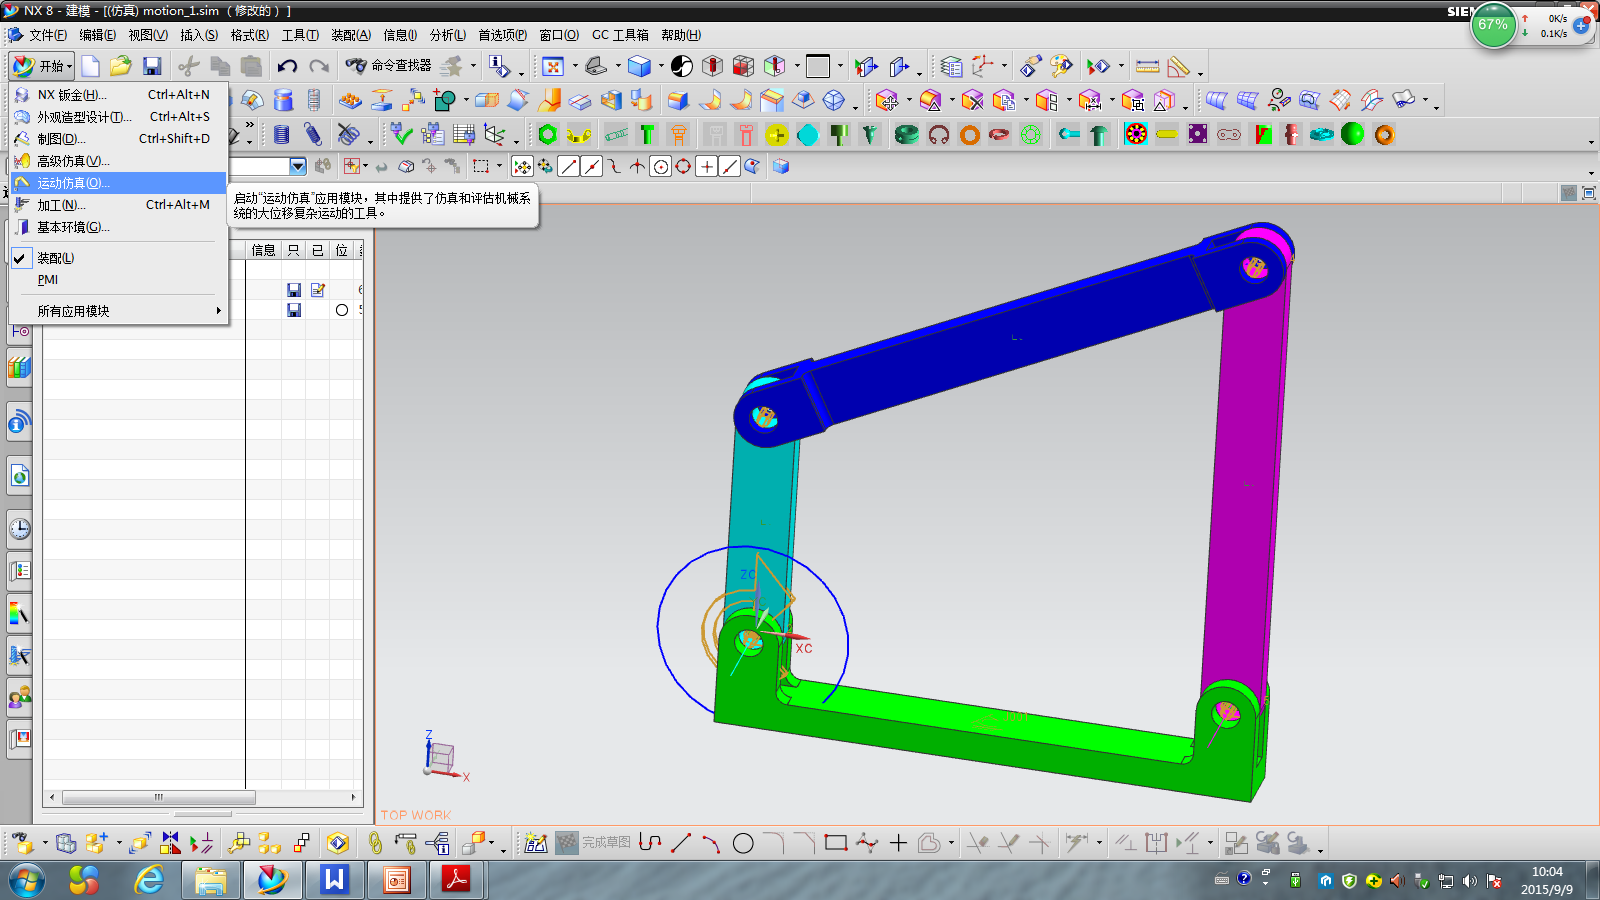 NX 8 - 建模 - [(仿真) motion_1.sim （修改的） ]
SIEM
67%
0K/s
0.1K/s
文件(F) 编辑(E) 视图(V) 插入(S) 格式(R) 工具(T) 装配(A) 信息(I) 分析(L) 首选项(P) 窗口(O) GC 工具箱 帮助(H)
开始
命令查找器
NX 钣金(H)... Ctrl+Alt+N
外观造型设计(T)... Ctrl+Alt+S
制图(D)... Ctrl+Shift+D
高级仿真(V)...
运动仿真(O)...
加工(N)... Ctrl+Alt+M
基本环境(G)...
装配(L)
PMI
所有应用模块
启动“运动仿真”应用模块，其中提供了仿真和评估机械系
统的大位移复杂运动的工具。
信息 只 已 位
ZC
XC
Z
X
TOP WORK
完成草图
10:04
2015/9/9